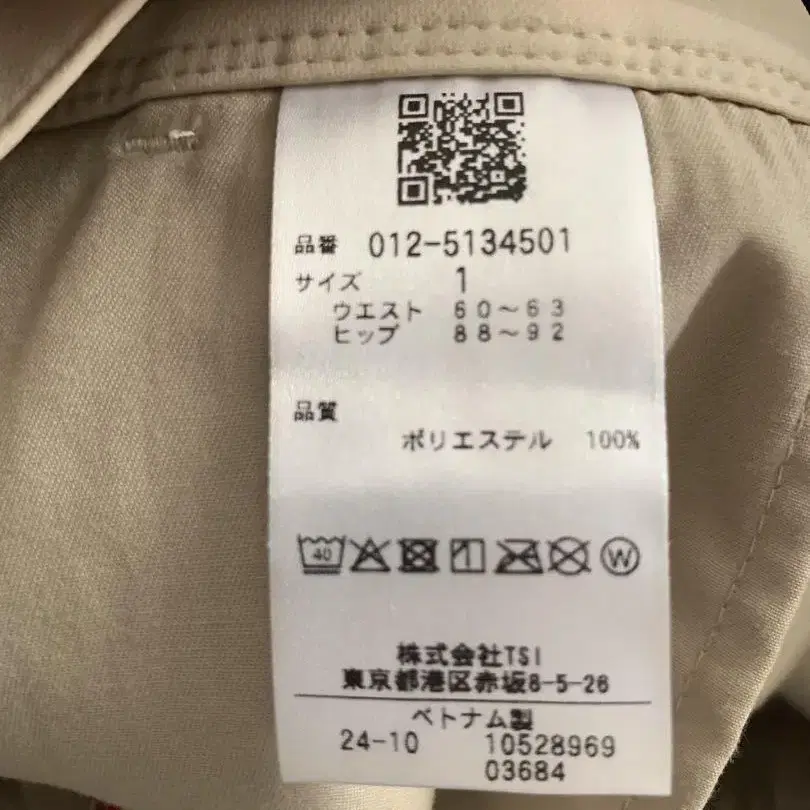 品番 012-5134501
サイズ 1
ウエスト 60～63
ヒップ 88～92
品質
ポリエステル 100%
40 W
株式会社TSI
東京都港区赤坂8-5-26
ベトナム製
24-10 10528969
03684